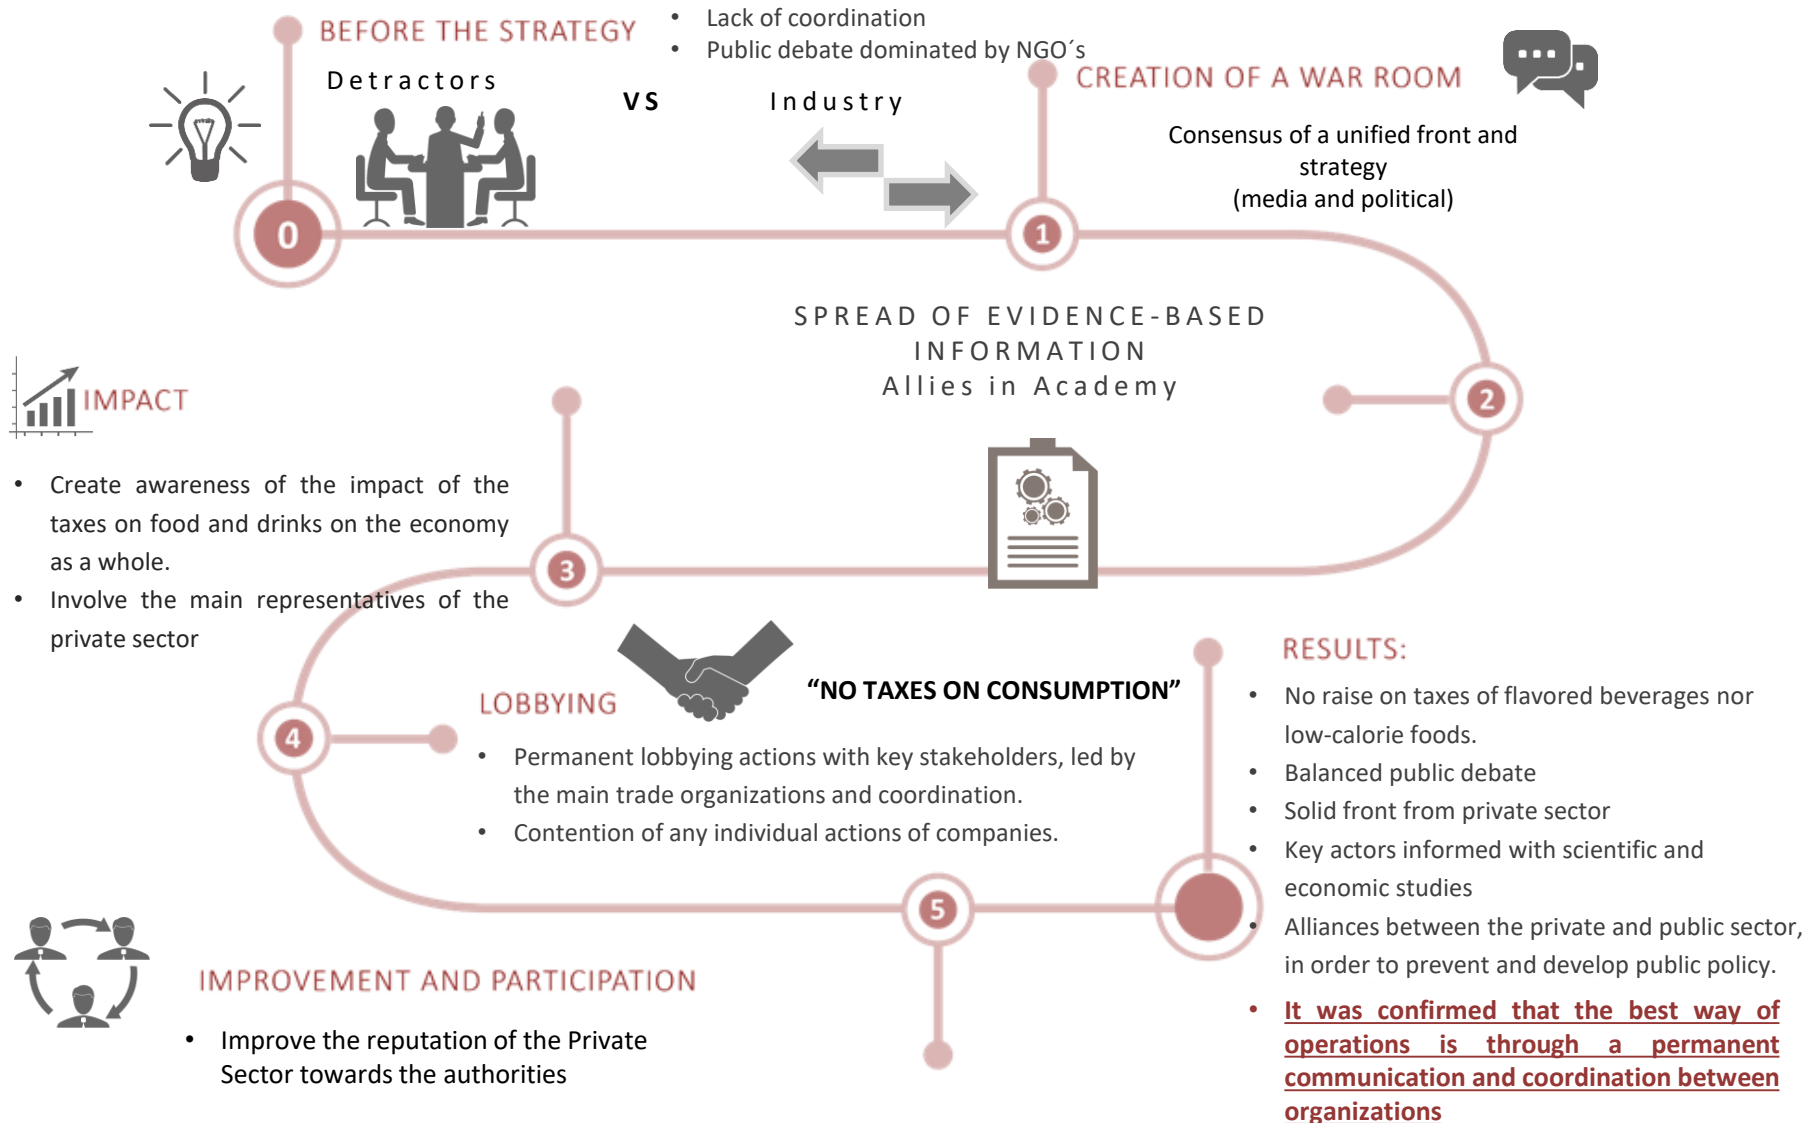 BEFORE THE STRATEGY
• Lack of coordination
• Public debate dominated by NGO´s
Detractors
VS
Industry
0
1
CREATION OF A WAR ROOM
Consensus of a unified front and
strategy
(media and political)
SPREAD OF EVIDENCE-BASED
INFORMATION
Allies in Academy
2
IMPACT
• Create awareness of the impact of the
taxes on food and drinks on the economy
as a whole.
• Involve the main representatives of the
private sector
3
4
LOBBYING
“NO TAXES ON CONSUMPTION”
• Permanent lobbying actions with key stakeholders, led by
the main trade organizations and coordination.
• Contention of any individual actions of companies.
5
IMPROVEMENT AND PARTICIPATION
• Improve the reputation of the Private
Sector towards the authorities
RESULTS:
• No raise on taxes of flavored beverages nor
low-calorie foods.
• Balanced public debate
• Solid front from private sector
• Key actors informed with scientific and
economic studies
• Alliances between the private and public sector,
in order to prevent and develop public policy.
• It was confirmed that the best way of
operations is through a permanent
communication and coordination between
organizations